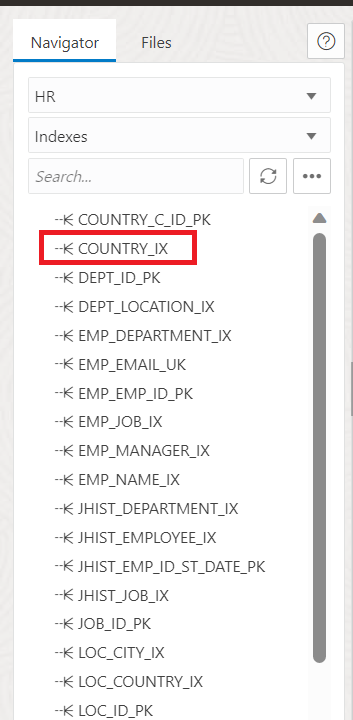 Navigator Files
HR
Indexes
Search...
COUNTRY_C_ID_PK
COUNTRY_IX
DEPT_ID_PK
DEPT_LOCATION_IX
EMP_DEPARTMENT_IX
EMP_EMAIL_UK
EMP_EMP_ID_PK
EMP_JOB_IX
EMP_MANAGER_IX
EMP_NAME_IX
JHIST_DEPARTMENT_IX
JHIST_EMPLOYEE_IX
JHIST_EMP_ID_ST_DATE_PK
JHIST_JOB_IX
JOB_ID_PK
LOC_CITY_IX
LOC_COUNTRY_IX
LOC_ID_PK